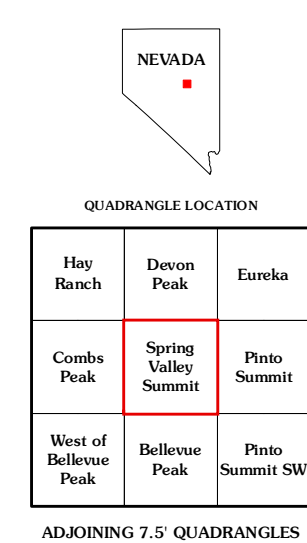 NEVADA
QUADRANGLE LOCATION
Hay
Ranch
Devon
Peak
Eureka
Combs
Peak
Spring
Valley
Summit
Pinto
Summit
West of
Bellevue
Peak
Bellevue
Peak
Pinto
Summit SW
ADJOINING 7.5' QUADRANGLES